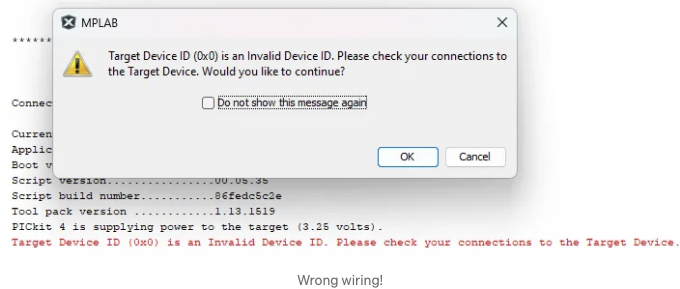 MPLAB
*******
Target Device ID (0x0) is an Invalid Device ID. Please check your connections to
the Target Device. Would you like to continue?
Do not show this message again
OK Cancel
Connec
Curren
Applic
Boot v
Script version..............00.05.35
Script build number.........86fedc5c2e
Tool pack version ...........1.13.1519
PICkit 4 is supplying power to the target (3.25 volts).
Target Device ID (0x0) is an Invalid Device ID. Please check your connections to the Target Device.
Wrong wiring!